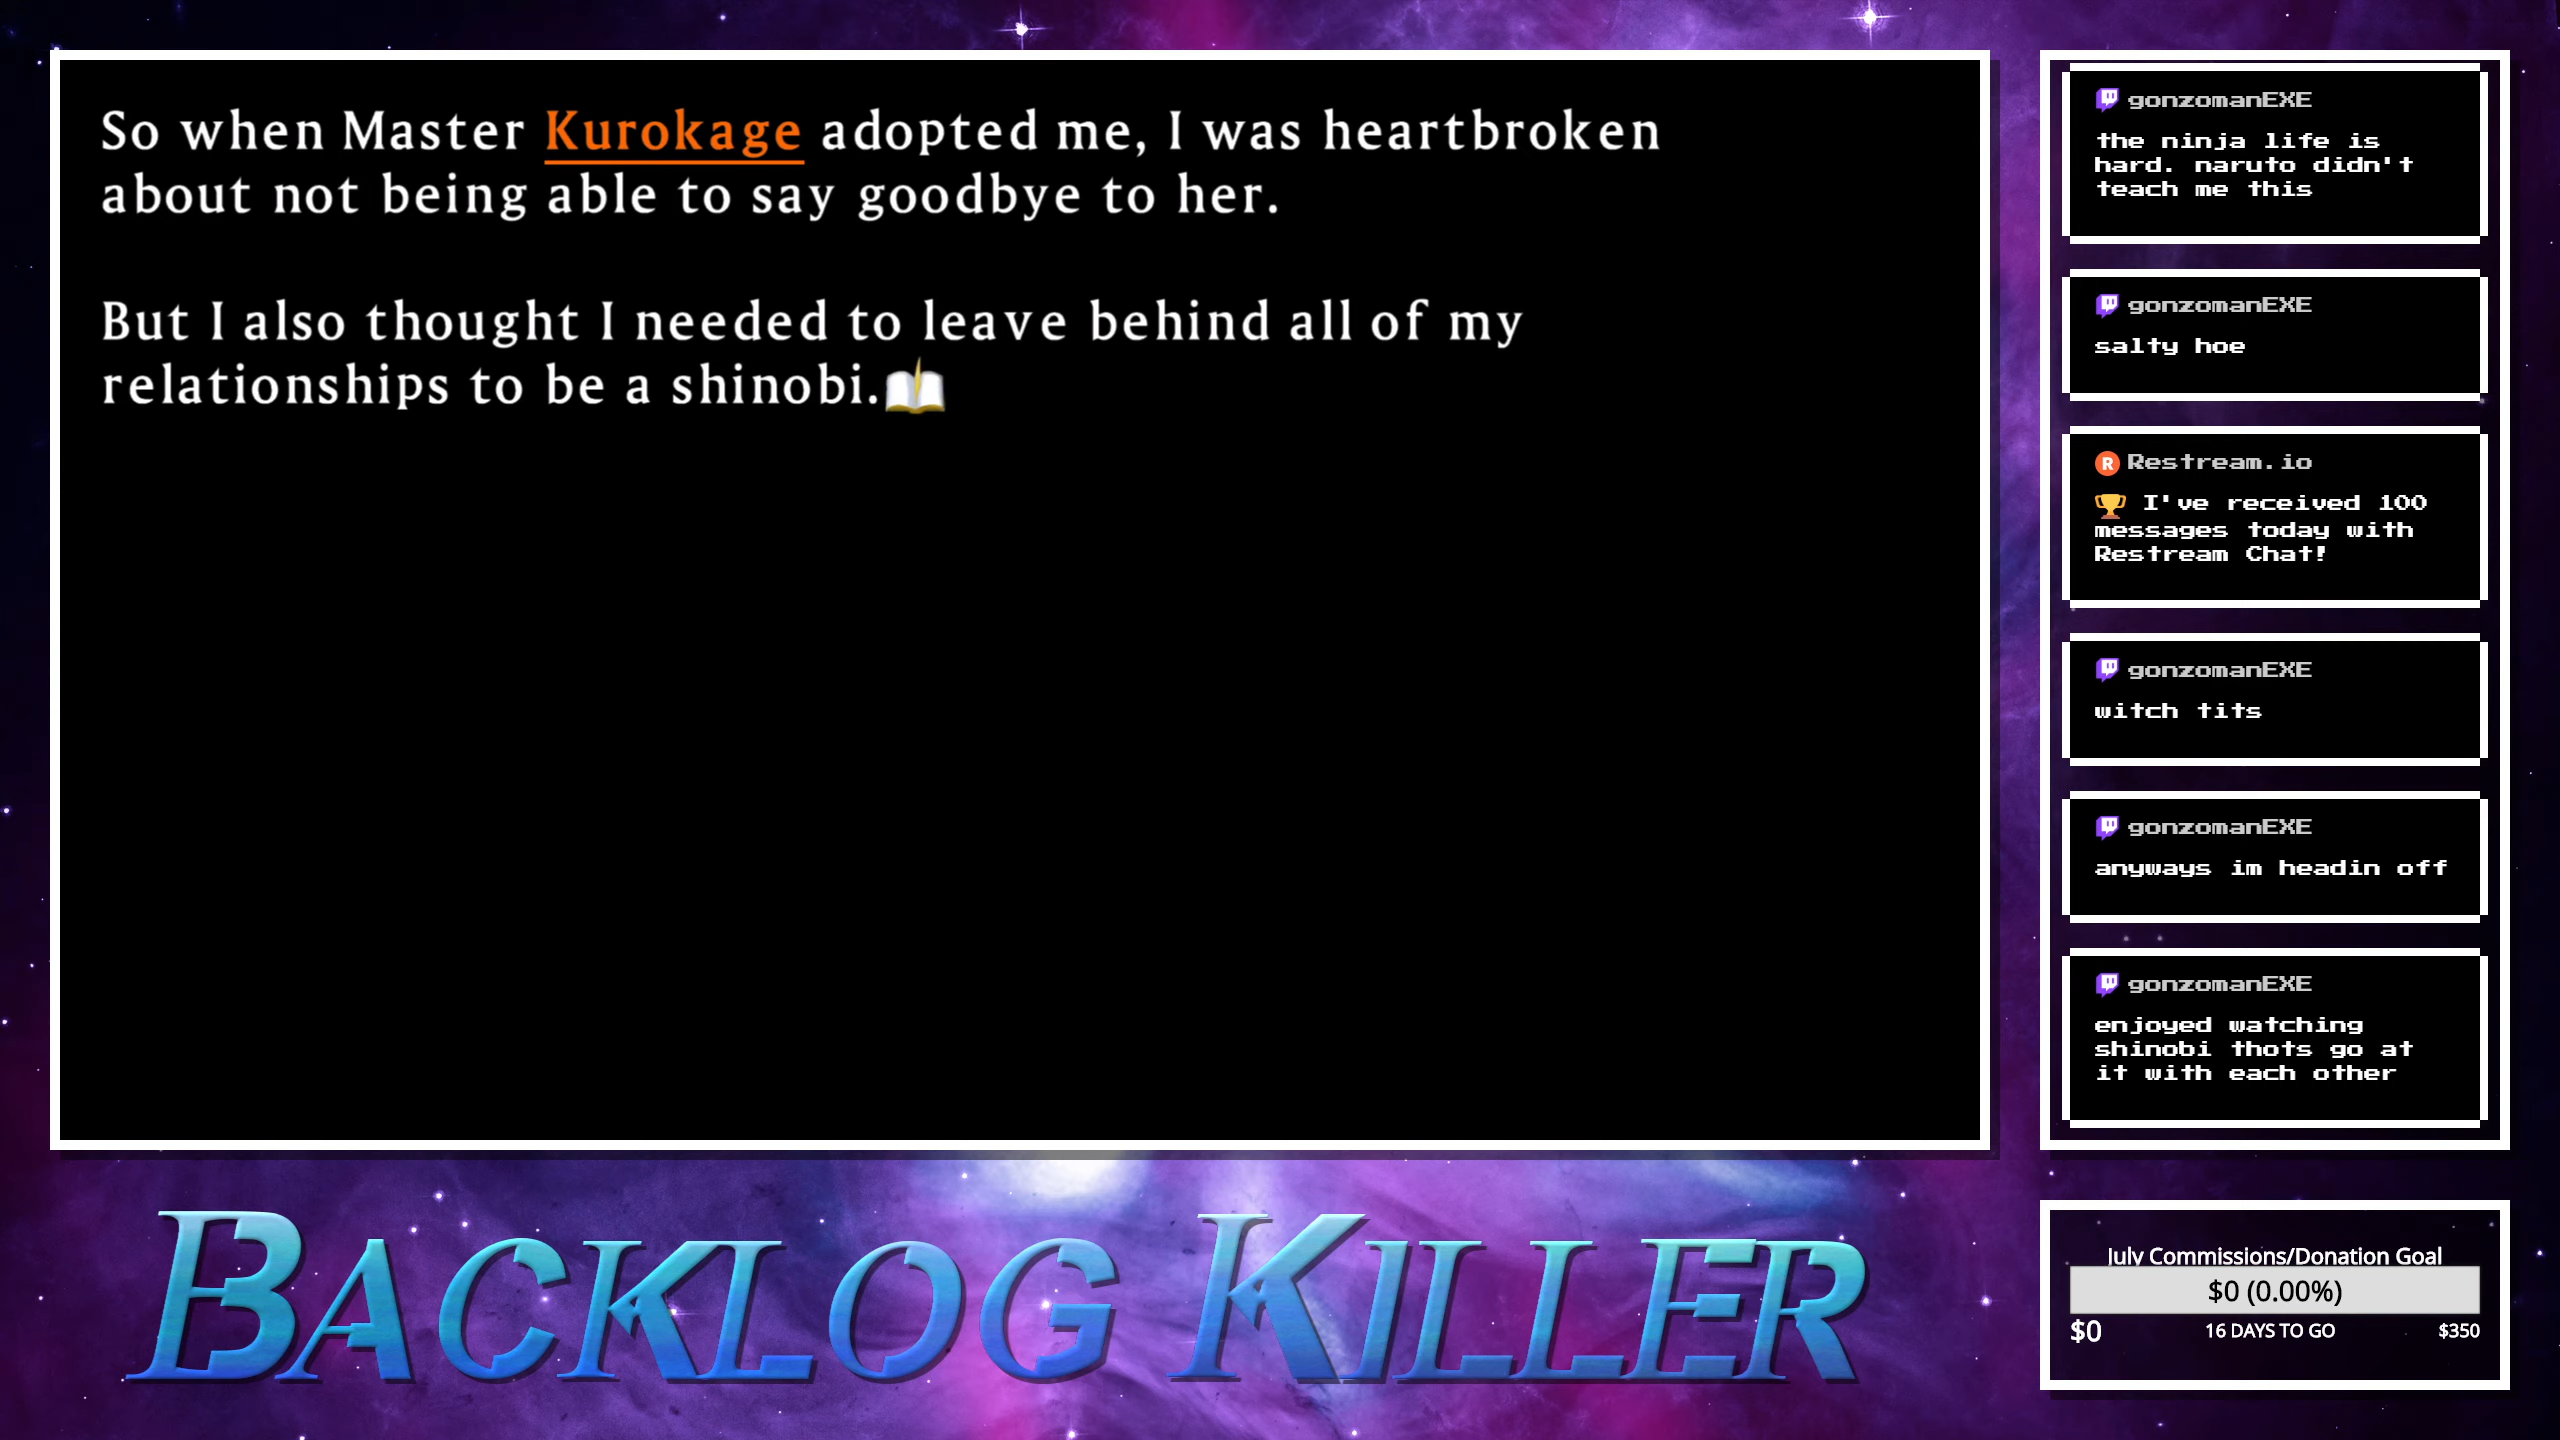 So when Master Kurokage adopted me, I was heartbroken
about not being able to say goodbye to her.
But I also thought I needed to leave behind all of my
relationships to be a shinobi.
gonzomanEXE
the ninja life is
hard. naruto didn't
teach me this
gonzomanEXE
salty hoe
Restream.io
I've received 100
messages today with
Restream Chat!
gonzomanEXE
witch tits
gonzomanEXE
anyways im headin off
gonzomanEXE
enjoyed watching
shinobi thots go at
it with each other
BACKLOG KILLER
July Commissions/Donation Goal
$0 (0.00%)
$0 16 DAYS TO GO $350